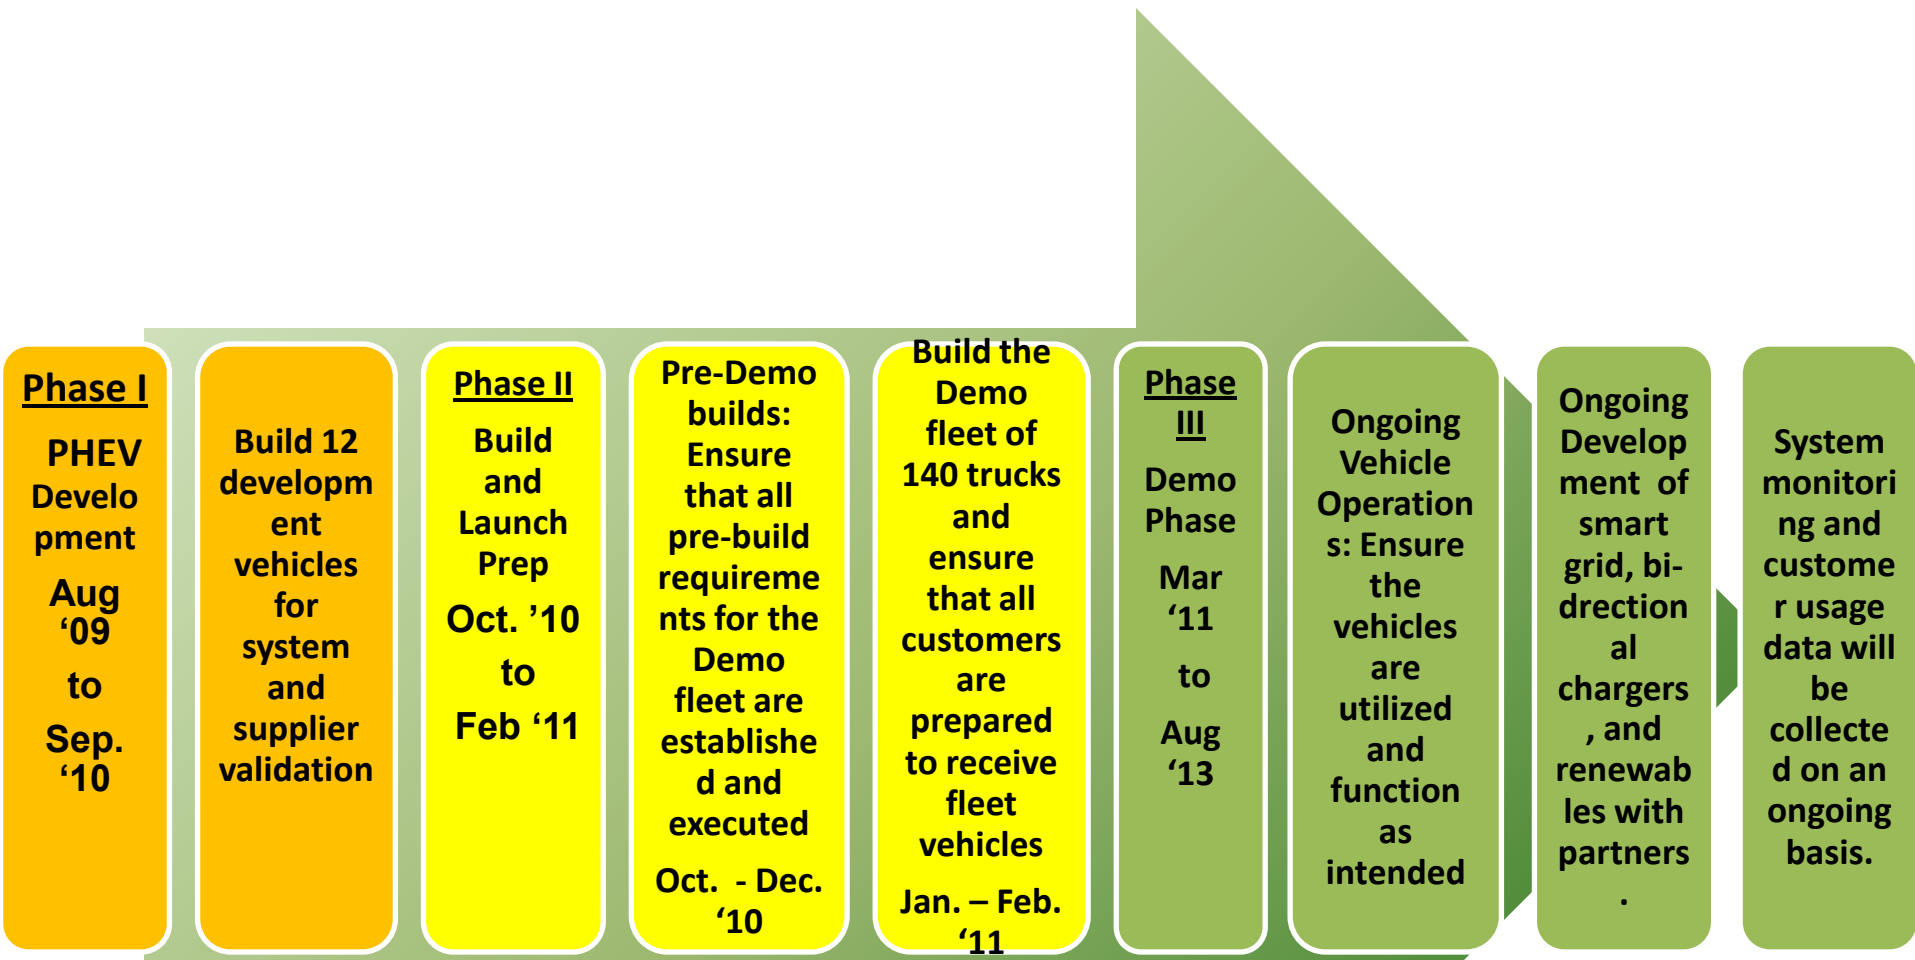 Phase I
PHEV
Develo
pment
Aug
‘09
to
Sep.
‘10
Build 12
developm
ent
vehicles
for
system
and
supplier
validation
Phase II
Build
and
Launch
Prep
Oct. ’10
to
Feb ‘11
Pre-Demo
builds:
Ensure
that all
pre-build
requireme
nts for the
Demo
fleet are
establishe
d and
executed
Oct.  - Dec.
‘10
Build the
Demo
fleet of
140 trucks
and
ensure
that all
customers
are
prepared
to receive
fleet
vehicles
Jan. – Feb.
‘11
Phase
III
Demo
Phase
Mar
‘11
to
Aug
‘13
Ongoing
Vehicle
Operation
s: Ensure
the
vehicles
are
utilized
and
function
as
intended
Ongoing
Develop
ment  of
smart
grid, bi-
drection
al
chargers
, and
renewab
les with
partners
.
System
monitori
ng and
custome
r usage
data will
be
collecte
d on an
ongoing
basis.